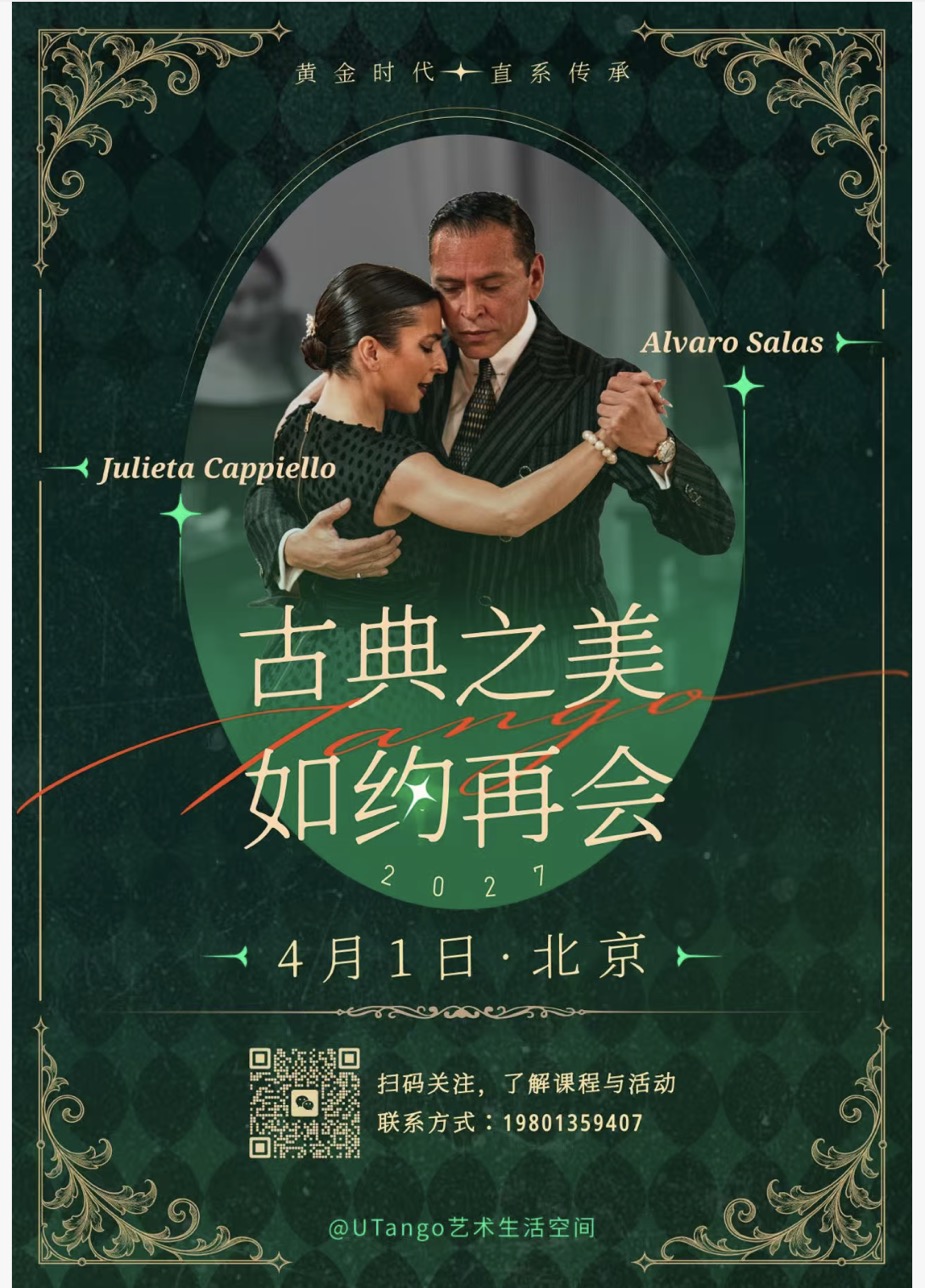 黄金时代 直系传承
Alvaro Salas
Julieta Cappiello
古典之美
Tango
如约再会
2027
4月1日·北京
扫码关注，了解课程与活动
联系方式：19801359407
@UTango艺术生活空间